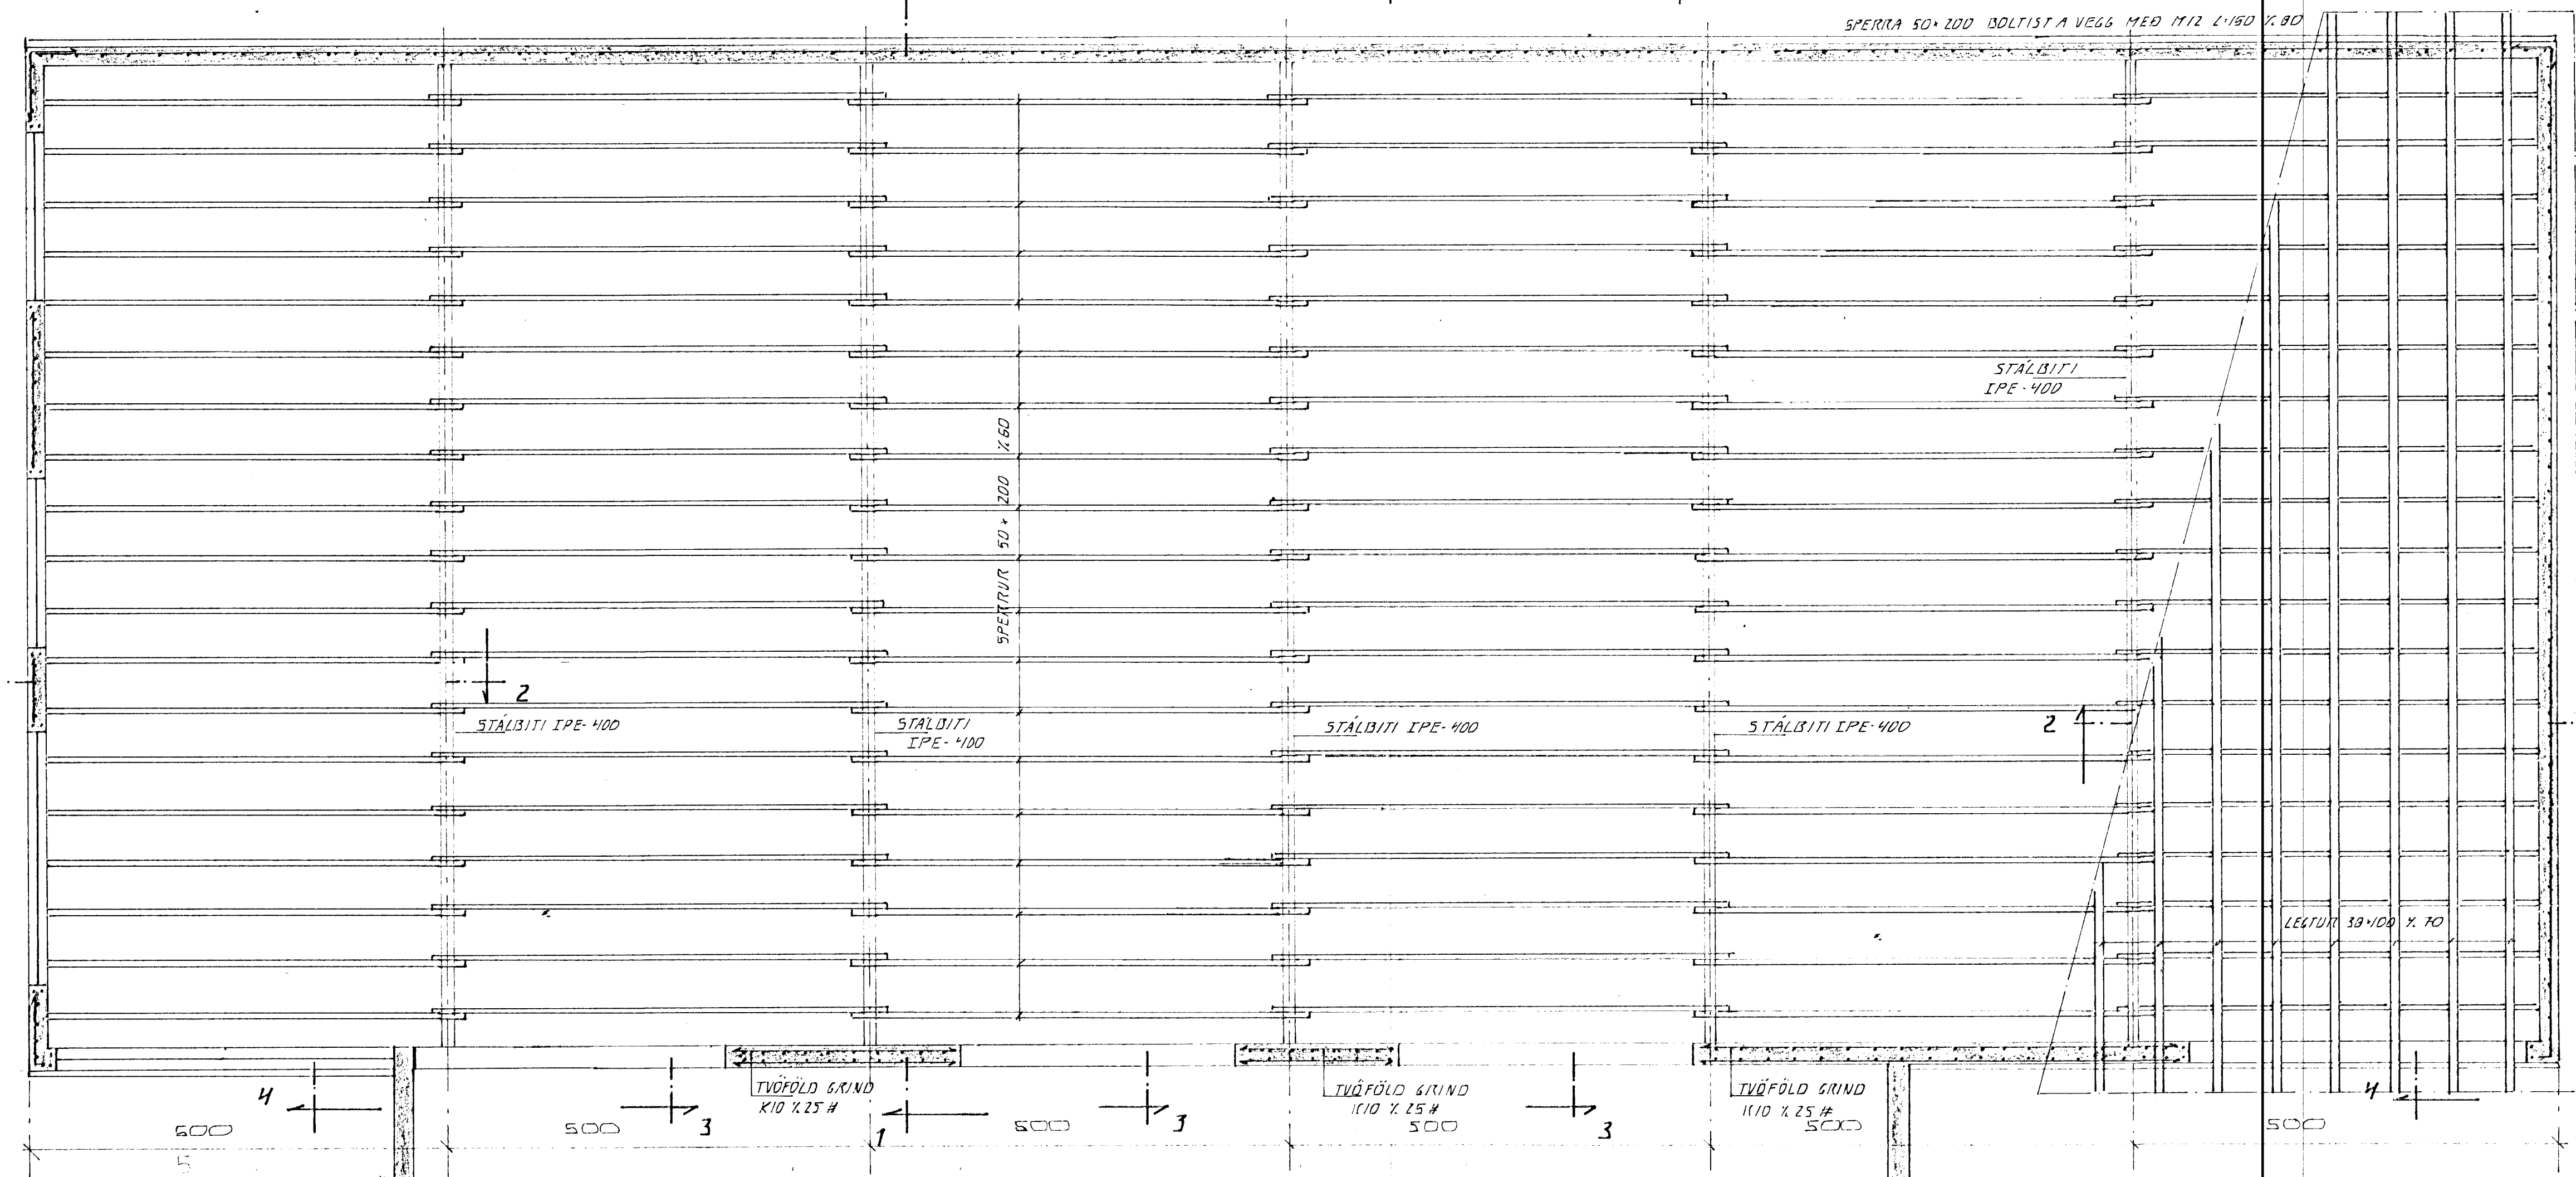 SPERRA 50×200 BOLTIST A VEGG MEÐ M12 L=160 ٪ 80
STÁLBITI
IPE-400
SPERRUR 50×200 ٪ 60
2
STÁLBITI IPE-400
STÁLBITI
IPE-400
STÁLBITI IPE-400
STÁLBITI IPE-400
2
LEGTUR 38×100 ٪ 70
TVÖFÖLD GRIND
K10 ٪ 25 #
TVÖFÖLD GRIND
K10 ٪ 25 #
TVÖFÖLD GRIND
K10 ٪ 25 #
4
3
1
3
3
4
500
500
500
500
500
5